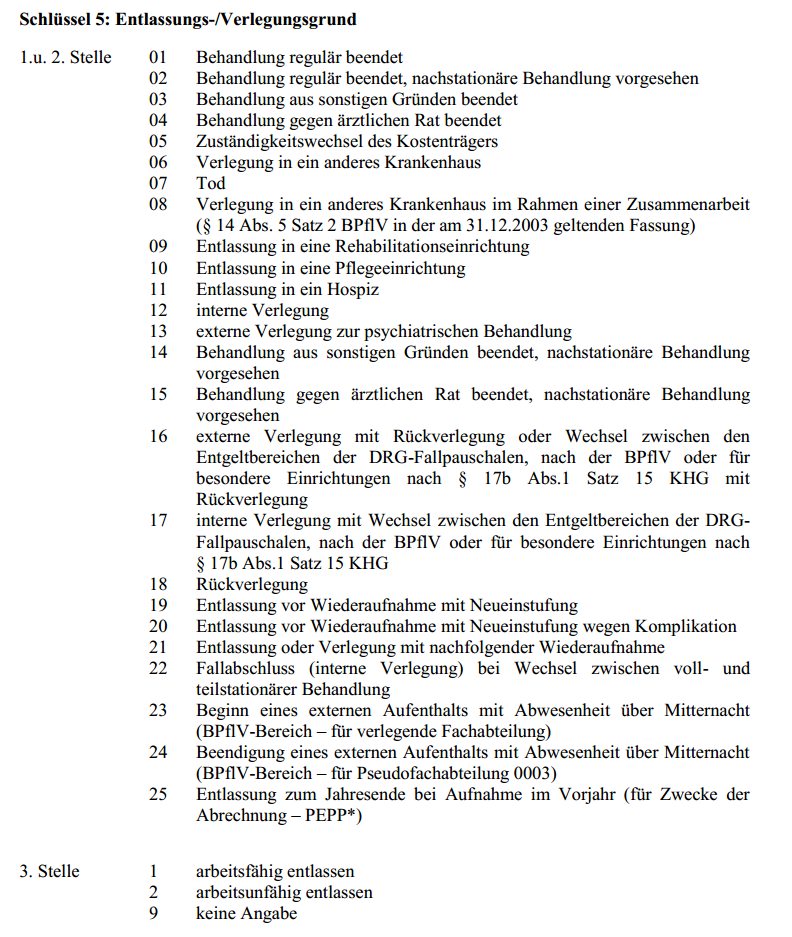 Schlüssel 5: Entlassungs-/Verlegungsgrund
1.u. 2. Stelle 01 Behandlung regulär beendet
02 Behandlung regulär beendet, nachstationäre Behandlung vorgesehen
03 Behandlung aus sonstigen Gründen beendet
04 Behandlung gegen ärztlichen Rat beendet
05 Zuständigkeitswechsel des Kostenträgers
06 Verlegung in ein anderes Krankenhaus
07 Tod
08 Verlegung in ein anderes Krankenhaus im Rahmen einer Zusammenarbeit
(§ 14 Abs. 5 Satz 2 BPflV in der am 31.12.2003 geltenden Fassung)
09 Entlassung in eine Rehabilitationseinrichtung
10 Entlassung in eine Pflegeeinrichtung
11 Entlassung in ein Hospiz
12 interne Verlegung
13 externe Verlegung zur psychiatrischen Behandlung
14 Behandlung aus sonstigen Gründen beendet, nachstationäre Behandlung
vorgesehen
15 Behandlung gegen ärztlichen Rat beendet, nachstationäre Behandlung
vorgesehen
16 externe Verlegung mit Rückverlegung oder Wechsel zwischen den
Entgeltbereichen der DRG-Fallpauschalen, nach der BPflV oder für
besondere Einrichtungen nach § 17b Abs.1 Satz 15 KHG mit
Rückverlegung
17 interne Verlegung mit Wechsel zwischen den Entgeltbereichen der DRG-
Fallpauschalen, nach der BPflV oder für besondere Einrichtungen nach
§ 17b Abs.1 Satz 15 KHG
18 Rückverlegung
19 Entlassung vor Wiederaufnahme mit Neueinstufung
20 Entlassung vor Wiederaufnahme mit Neueinstufung wegen Komplikation
21 Entlassung oder Verlegung mit nachfolgender Wiederaufnahme
22 Fallabschluss (interne Verlegung) bei Wechsel zwischen voll- und
teilstationärer Behandlung
23 Beginn eines externen Aufenthalts mit Abwesenheit über Mitternacht
(BPflV-Bereich – für verlegende Fachabteilung)
24 Beendigung eines externen Aufenthalts mit Abwesenheit über Mitternacht
(BPflV-Bereich – für Pseudofachabteilung 0003)
25 Entlassung zum Jahresende bei Aufnahme im Vorjahr (für Zwecke der
Abrechnung – PEPP*)
3. Stelle 1 arbeitsfähig entlassen
2 arbeitsunfähig entlassen
9 keine Angabe